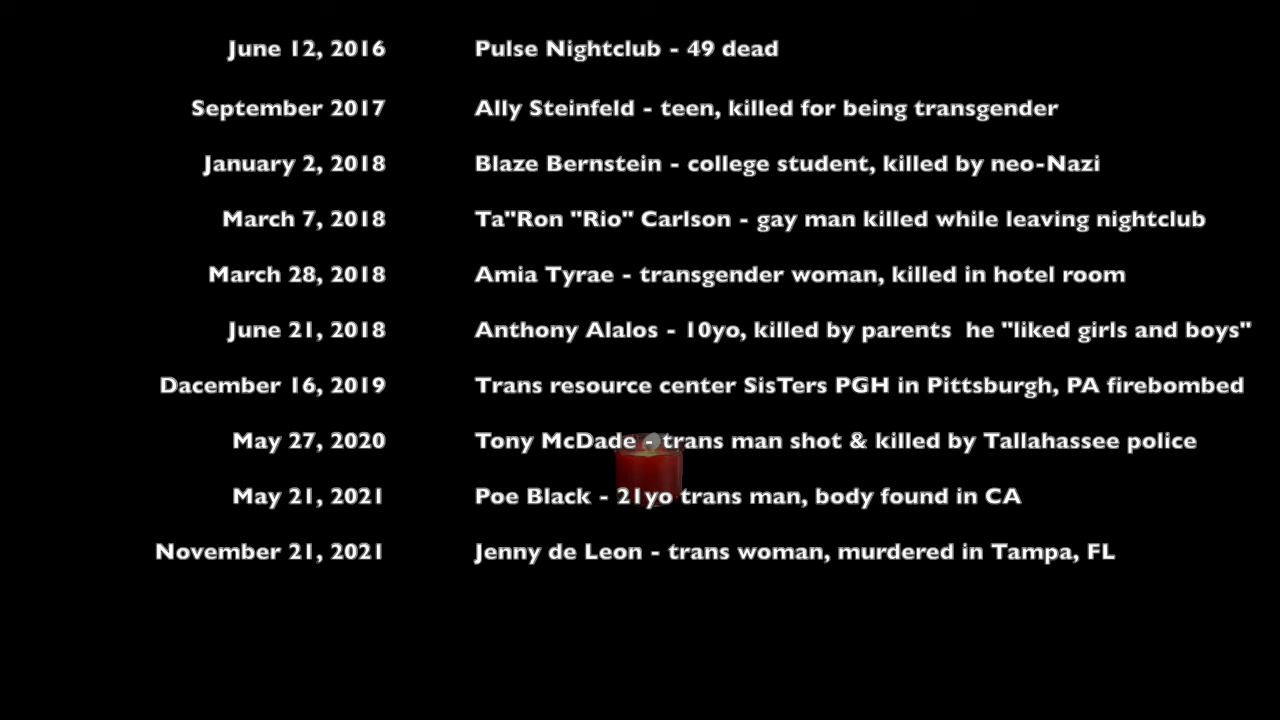 June 12, 2016 Pulse Nightclub - 49 dead
September 2017 Ally Steinfeld - teen, killed for being transgender
January 2, 2018 Blaze Bernstein - college student, killed by neo-Nazi
March 7, 2018 Ta"Ron "Rio" Carlson - gay man killed while leaving nightclub
March 28, 2018 Amia Tyrae - transgender woman, killed in hotel room
June 21, 2018 Anthony Alalos - 10yo, killed by parents  he "liked girls and boys"
Dacember 16, 2019 Trans resource center SisTers PGH in Pittsburgh, PA firebombed
May 27, 2020 Tony McDade - trans man shot & killed by Tallahassee police
May 21, 2021 Poe Black - 21yo trans man, body found in CA
November 21, 2021 Jenny de Leon - trans woman, murdered in Tampa, FL